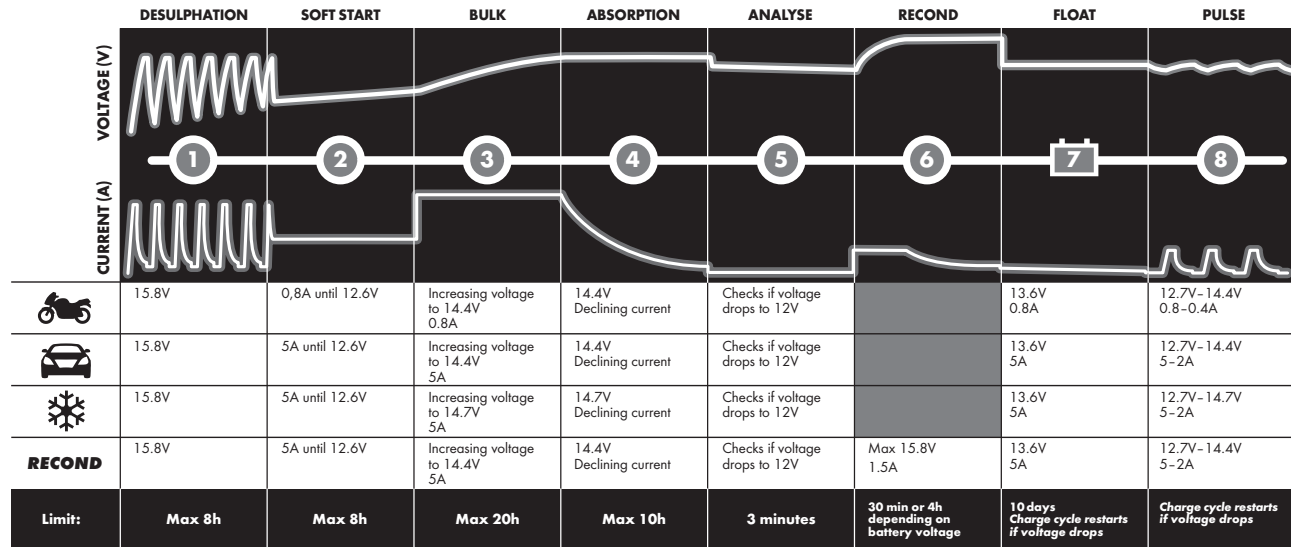 DESULPHATION SOFT START BULK ABSORPTION ANALYSE RECOND FLOAT PULSE
VOLTAGE (V)
1 2 3 4 5 6 7 8
CURRENT (A)
15.8V
0,8A until 12.6V
Increasing voltage
to 14.4V
0.8A
14.4V
Declining current
Checks if voltage
drops to 12V
13.6V
0.8A
12.7V–14.4V
0.8–0.4A
15.8V
5A until 12.6V
Increasing voltage
to 14.4V
5A
14.4V
Declining current
Checks if voltage
drops to 12V
13.6V
5A
12.7V–14.4V
5–2A
15.8V
5A until 12.6V
Increasing voltage
to 14.7V
5A
14.7V
Declining current
Checks if voltage
drops to 12V
13.6V
5A
12.7V–14.7V
5–2A
RECOND
15.8V
5A until 12.6V
Increasing voltage
to 14.4V
5A
14.4V
Declining current
Checks if voltage
drops to 12V
Max 15.8V
1.5A
13.6V
5A
12.7V–14.4V
5–2A
Limit:
Max 8h
Max 8h
Max 20h
Max 10h
3 minutes
30 min or 4h
depending on
battery voltage
10 days
Charge cycle restarts
if voltage drops
Charge cycle restarts
if voltage drops